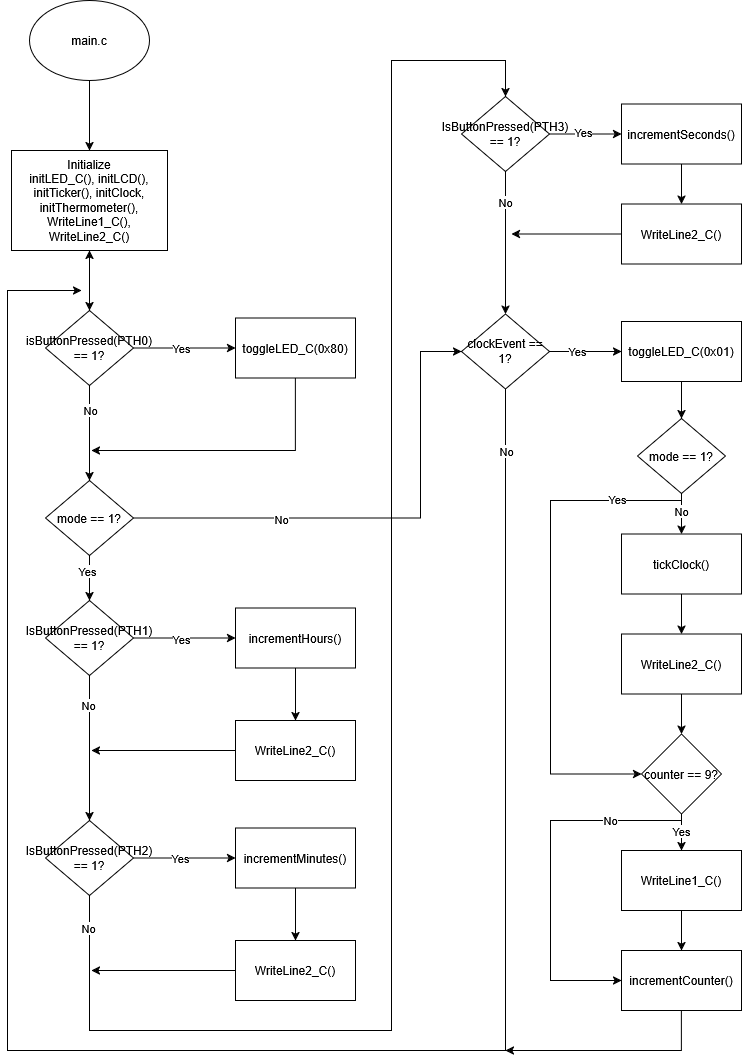 main.c
Initialize
initLED_C(), initLCD(),
initTicker(), initClock,
initThermometer(),
WriteLine1_C(),
WriteLine2_C()
isButtonPressed(PTH0)
== 1?
Yes
toggleLED_C(0x80)
No
mode == 1?
No
Yes
IsButtonPressed(PTH1)
== 1?
Yes
incrementHours()
No
WriteLine2_C()
IsButtonPressed(PTH2)
== 1?
Yes
incrementMinutes()
No
WriteLine2_C()
IsButtonPressed(PTH3)
== 1?
Yes
incrementSeconds()
No
WriteLine2_C()
clockEvent ==
1?
Yes
toggleLED_C(0x01)
No
mode == 1?
Yes
No
tickClock()
WriteLine2_C()
counter == 9?
No
Yes
WriteLine1_C()
incrementCounter()